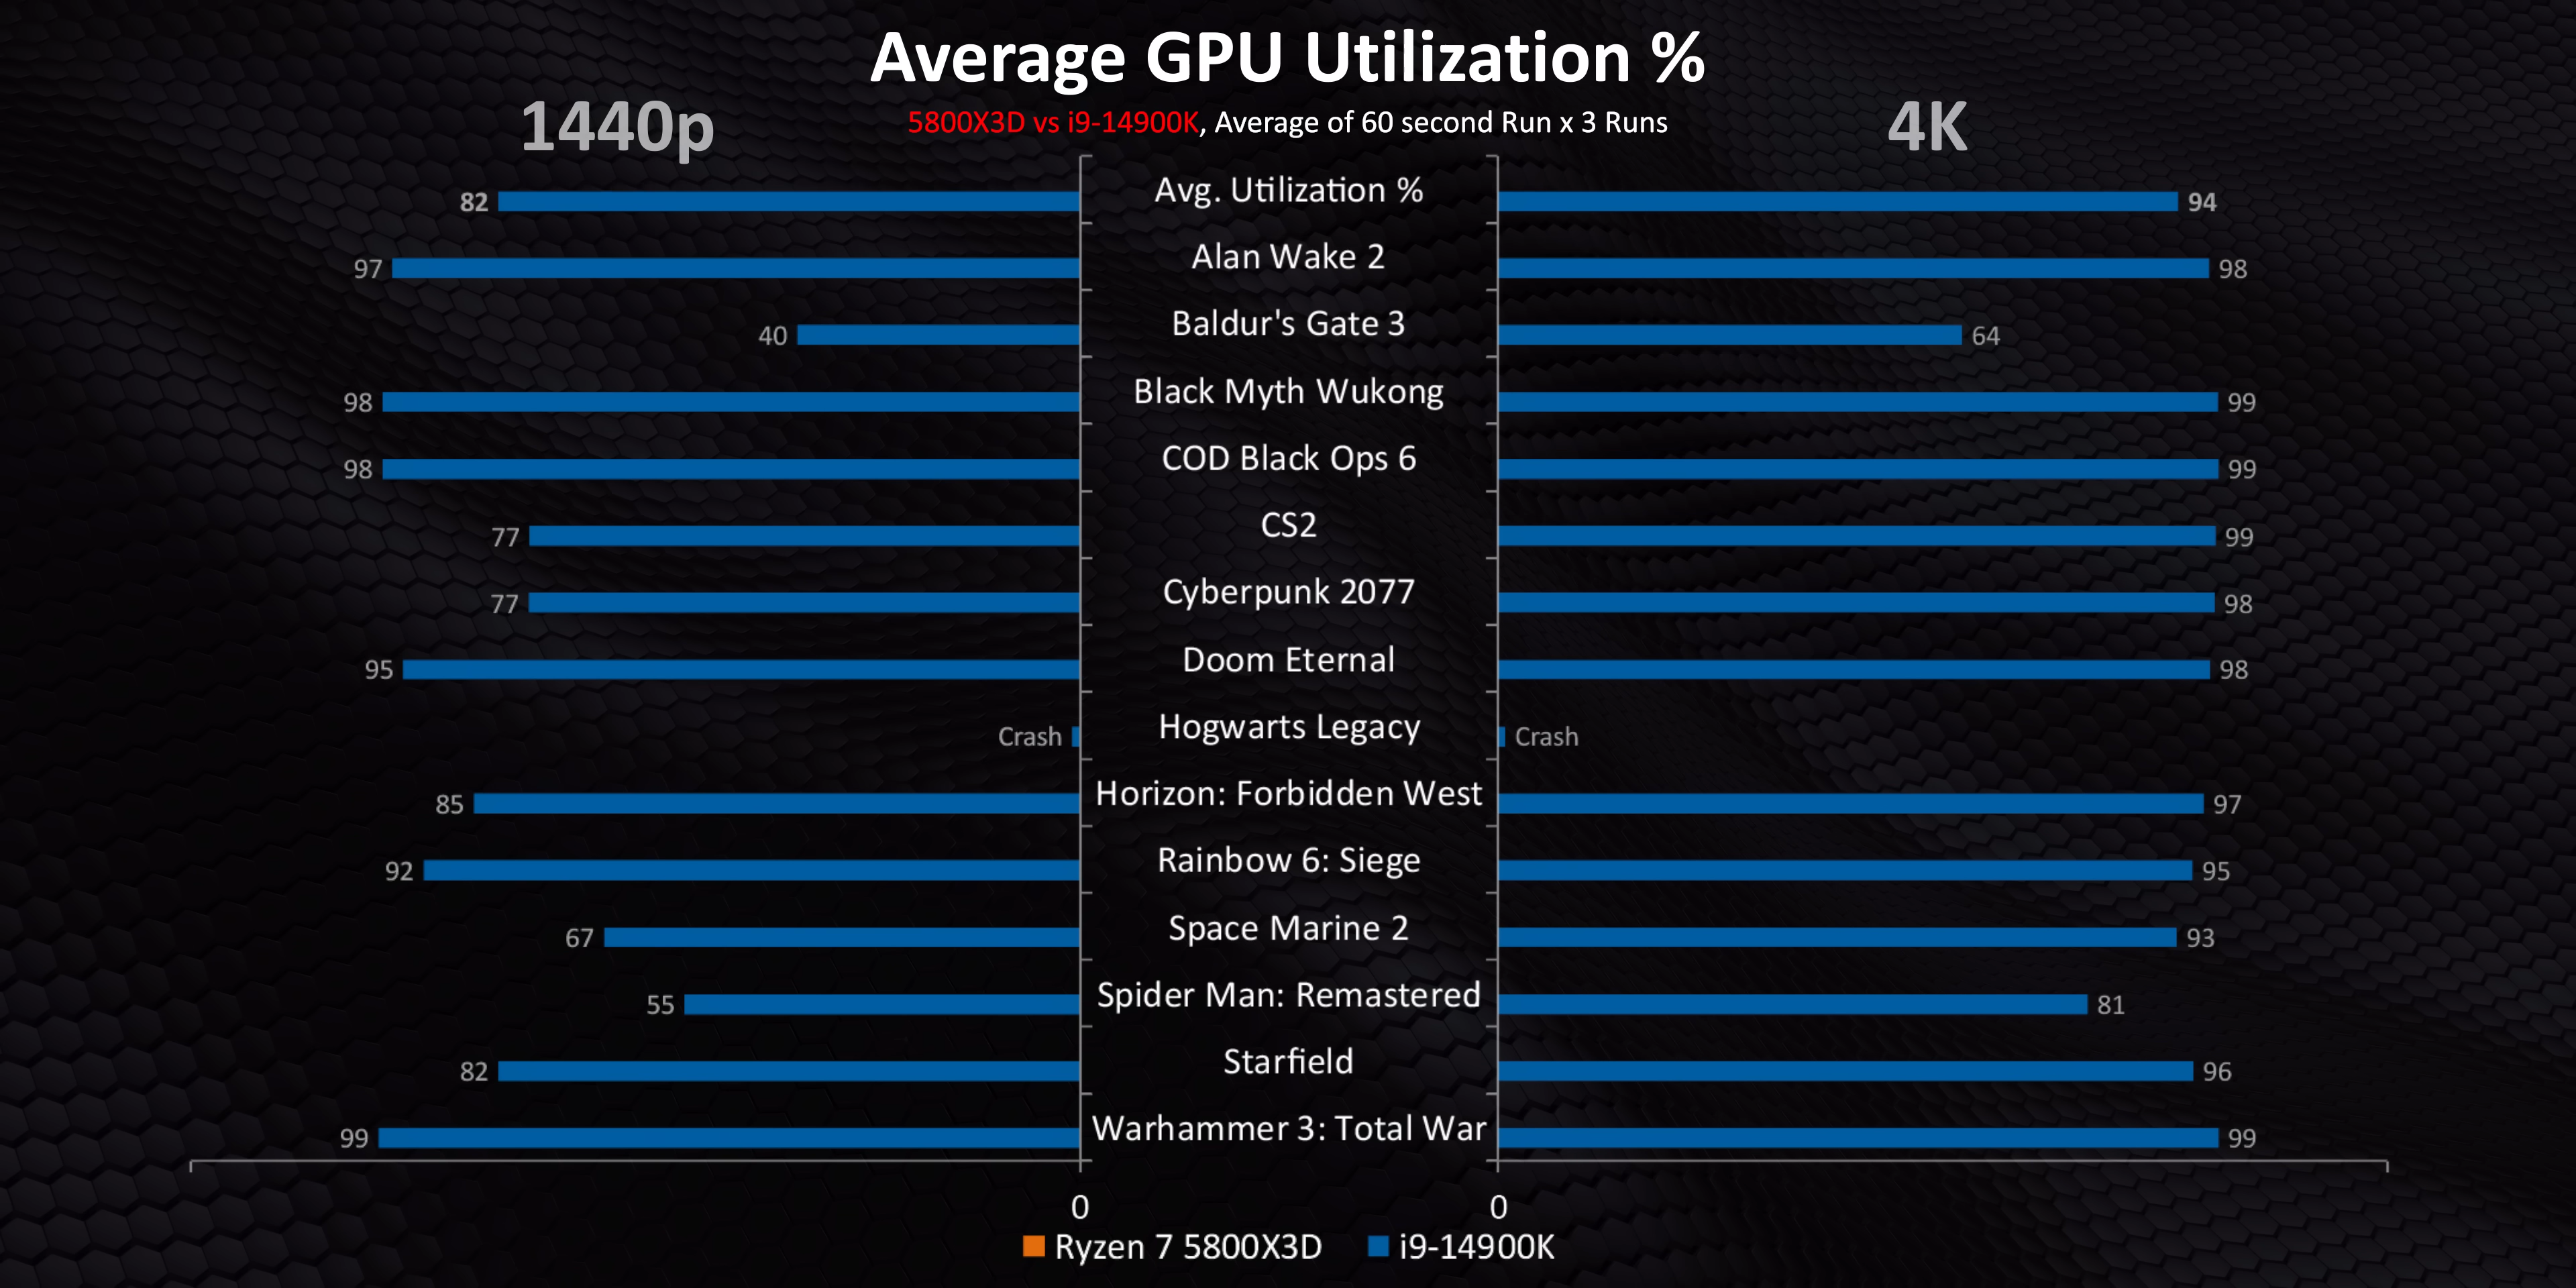 Average GPU Utilization %
5800X3D vs i9-14900K, Average of 60 second Run x 3 Runs
1440p
4K
82 Avg. Utilization % 94
97 Alan Wake 2 98
40 Baldur's Gate 3 64
98 Black Myth Wukong 99
98 COD Black Ops 6 99
77 CS2 99
77 Cyberpunk 2077 98
95 Doom Eternal 98
Crash Hogwarts Legacy Crash
85 Horizon: Forbidden West 97
92 Rainbow 6: Siege 95
67 Space Marine 2 93
55 Spider Man: Remastered 81
82 Starfield 96
99 Warhammer 3: Total War 99
0 0
Ryzen 7 5800X3D i9-14900K